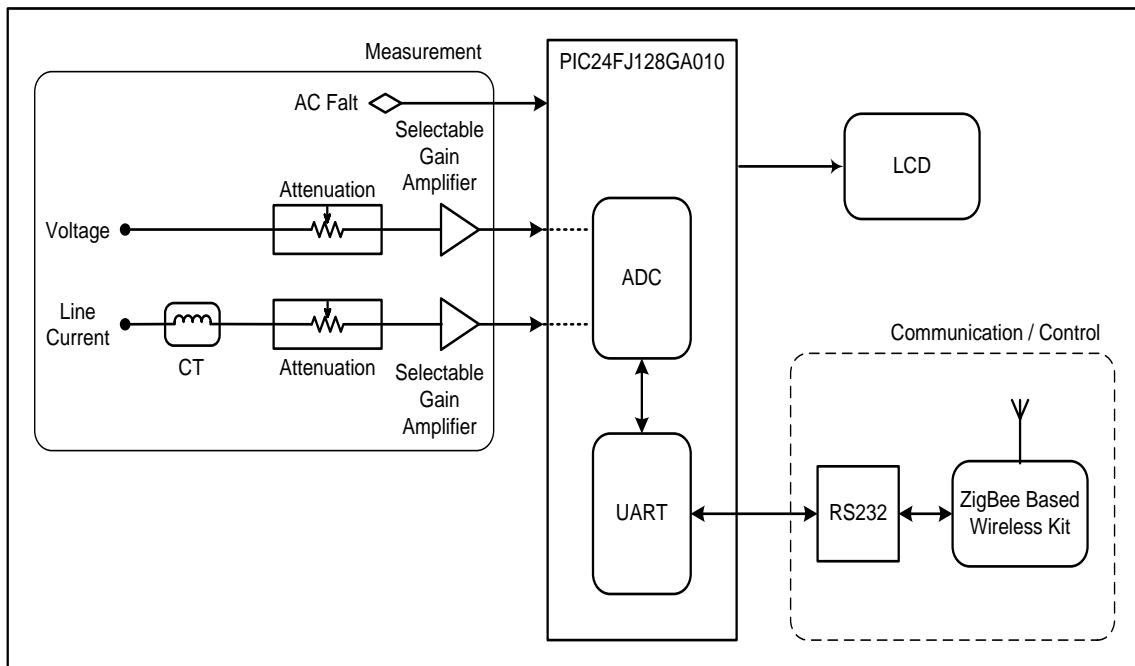 Measurement
PIC24FJ128GA010
AC Falt
Selectable
Gain
Amplifier
LCD
Attenuation
Voltage
ADC
Line
Current
CT
Attenuation
Selectable
Gain
Amplifier
Communication / Control
UART
RS232
ZigBee Based
Wireless Kit